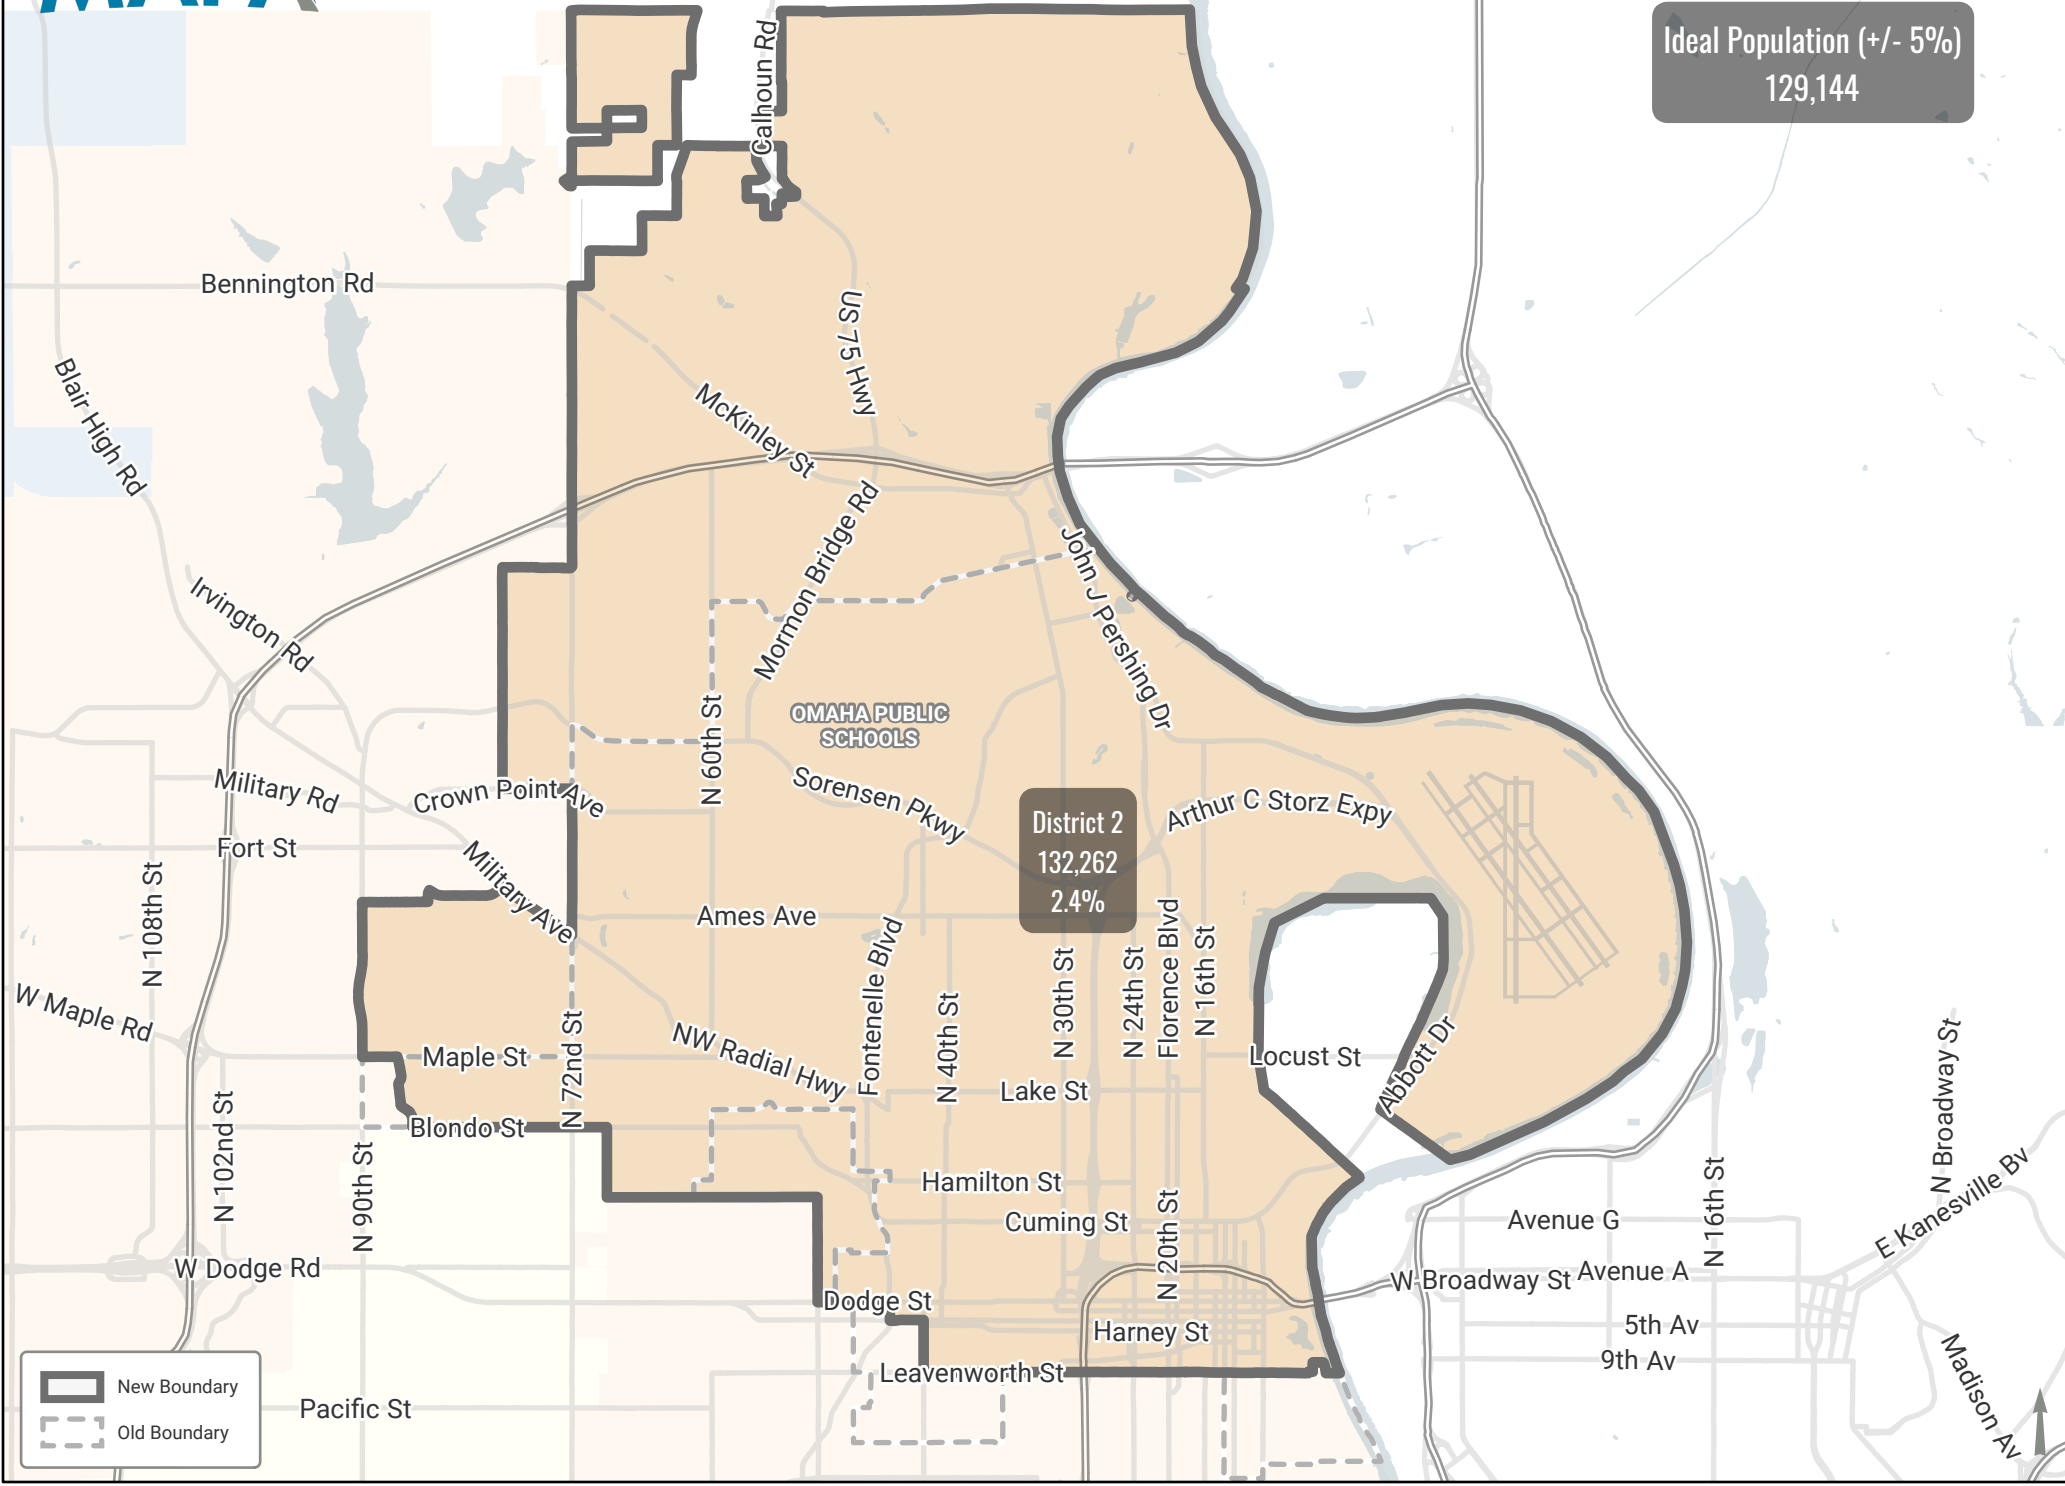 Ideal Population (+/- 5%)
129,144
Calhoun Rd
Bennington Rd
US 75 Hwy
Blair High Rd
McKinley St
Mormon Bridge Rd
John J Pershing Dr
Irvington Rd
OMAHA PUBLIC
SCHOOLS
N 60th St
Military Rd
Crown Point Ave
Sorensen Pkwy
Arthur C Storz Expy
District 2
132,262
2.4%
Fort St
Military Ave
N 108th St
Ames Ave
Fontenelle Blvd
N 40th St
N 30th St
N 24th St
Florence Blvd
N 16th St
W Maple Rd
NW Radial Hwy
Maple St
N 72nd St
Locust St
Abbott Dr
Lake St
Blondo St
N 102nd St
N 90th St
Hamilton St
Cuming St
N 20th St
N 16th St
N Broadway St
E Kanesville Bv
Avenue G
W Dodge Rd
W Broadway St
Avenue A
Dodge St
Harney St
5th Av
9th Av
Leavenworth St
Madison Av
New Boundary
Old Boundary
Pacific St